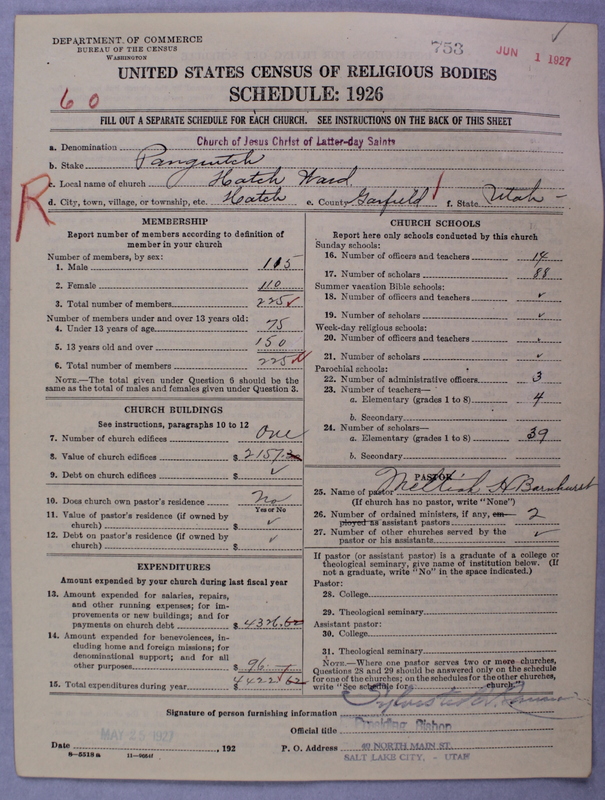 DEPARTMENT OF COMMERCE
BUREAU OF THE CENSUS
WASHINGTON
753
JUN 1 1927
UNITED STATES CENSUS OF RELIGIOUS BODIES
SCHEDULE: 1926
60
FILL OUT A SEPARATE SCHEDULE FOR EACH CHURCH. SEE INSTRUCTIONS ON THE BACK OF THIS SHEET
a. Denomination Church of Jesus Christ of Latter-day Saints
b. Stake Panguitch
c. Local name of church Hatch Ward
R
d. City, town, village, or township, etc. Hatch e. County Garfield f. State Utah
MEMBERSHIP
Report number of members according to definition of
member in your church
Number of members, by sex:
1. Male 115
2. Female 110
3. Total number of members 225
Number of members under and over 13 years old:
4. Under 13 years of age 75
5. 13 years old and over 150
6. Total number of members 225
NOTE.—The total given under Question 6 should be the
same as the total of males and females given under Question 3.
CHURCH BUILDINGS
See instructions, paragraphs 10 to 12
7. Number of church edifices One
8. Value of church edifices $ 2157.
9. Debt on church edifices $ ✓
10. Does church own pastor's residence No
Yes or No
11. Value of pastor's residence (if owned by
church) $ ✓
12. Debt on pastor's residence (if owned by
church) $ ✓
EXPENDITURES
Amount expended by your church during last fiscal year
13. Amount expended for salaries, repairs,
and other running expenses; for im-
provements or new buildings; and for
payments on church debt $ 4326.62
14. Amount expended for benevolences, in-
cluding home and foreign missions; for
denominational support; and for all
other purposes $ 96.
15. Total expenditures during year $ 4422.62
CHURCH SCHOOLS
Report here only schools conducted by this church
Sunday schools:
16. Number of officers and teachers 14
17. Number of scholars 88
Summer vacation Bible schools:
18. Number of officers and teachers ✓
19. Number of scholars ✓
Week-day religious schools:
20. Number of officers and teachers
21. Number of scholars ✓
Parochial schools:
22. Number of administrative officers 3
23. Number of teachers—
a. Elementary (grades 1 to 8) 4
b. Secondary
24. Number of scholars—
a. Elementary (grades 1 to 8) 39
b. Secondary
PASTOR
25. Name of pastor H Barnhurst
(If church has no pastor, write "None")
26. Number of ordained ministers, if any, em-
ployed as assistant pastors 2
27. Number of other churches served by the
pastor or his assistants ✓
If pastor (or assistant pastor) is a graduate of a college or
theological seminary, give name of institution below. (If
not a graduate, write "No" in the space indicated.)
Pastor:
28. College
29. Theological seminary
Assistant pastor:
30. College
31. Theological seminary
NOTE.—Where one pastor serves two or more churches,
Questions 28 and 29 should be answered only on the schedule
for one of the churches; on the schedules for the other churches,
write "See schedule for church."
Signature of person furnishing information Sylvester Q. Cannon
Official title Presiding Bishop
Date MAY 25 1927, 192 P. O. Address 40 NORTH MAIN ST.
SALT LAKE CITY, - UTAH